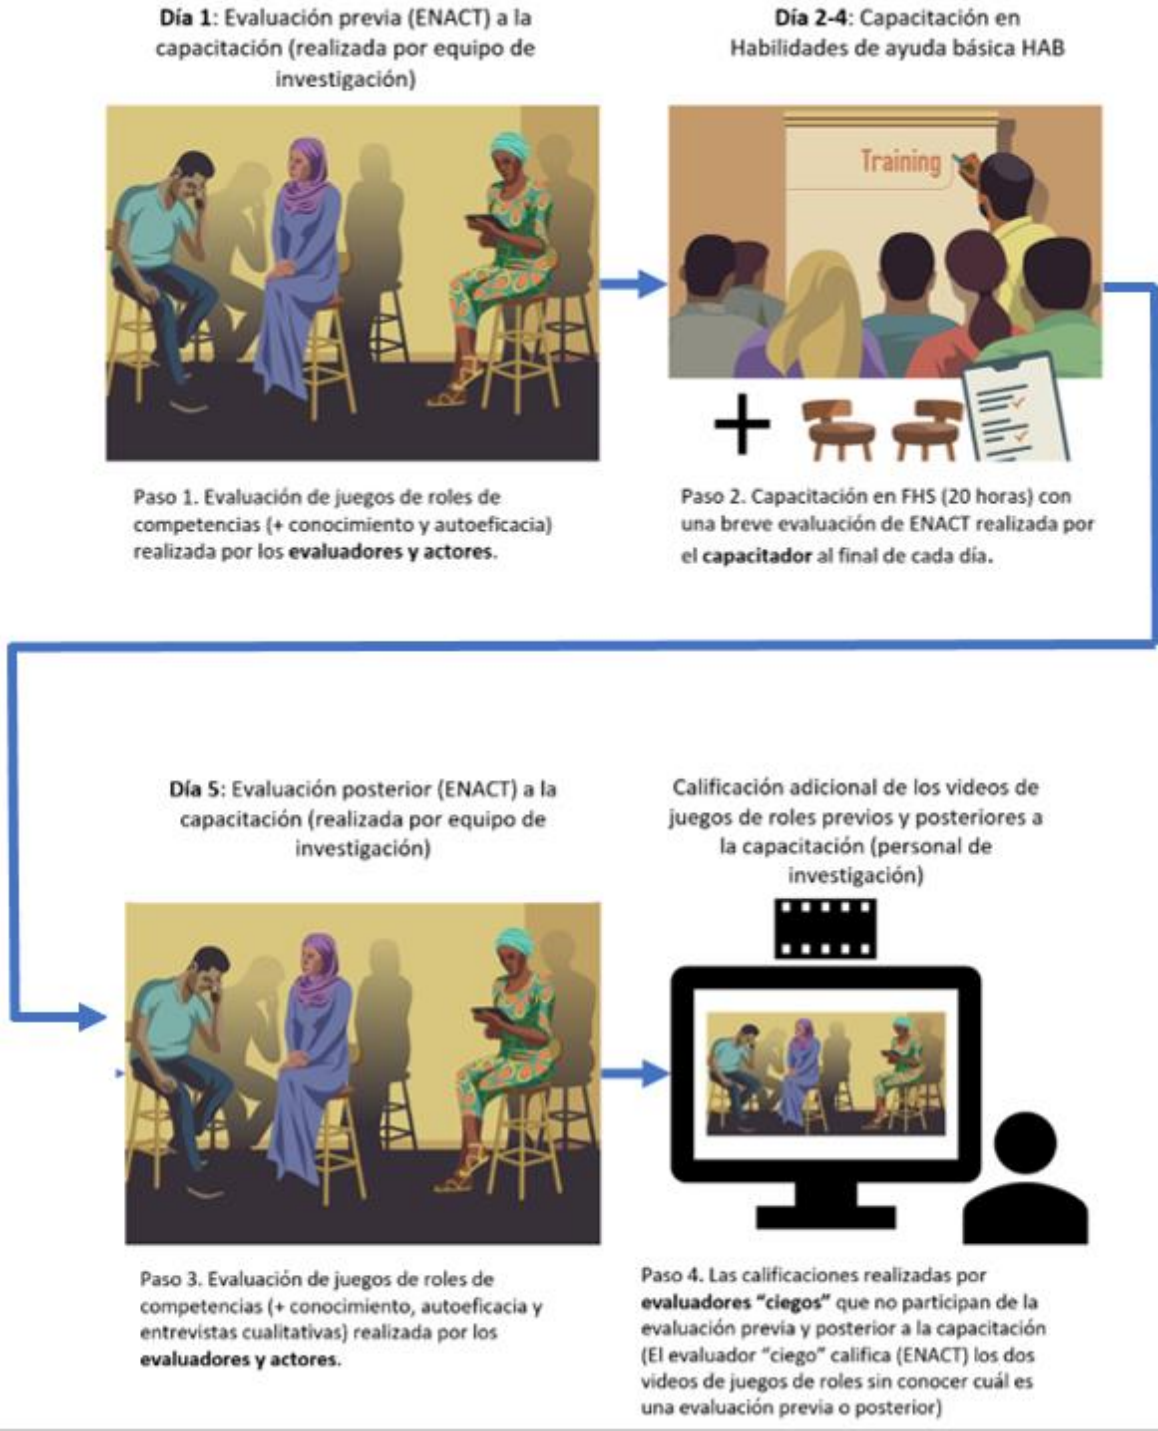 Día 1: Evaluación previa (ENACT) a la
capacitación (realizada por equipo de
investigación)
Día 2-4: Capacitación en
Habilidades de ayuda básica HAB
Training
Paso 1. Evaluación de juegos de roles de
competencias (+ conocimiento y autoeficacia)
realizada por los evaluadores y actores.
Paso 2. Capacitación en FHS (20 horas) con
una breve evaluación de ENACT realizada por
el capacitador al final de cada día.
Día 5: Evaluación posterior (ENACT) a la
capacitación (realizada por equipo de
investigación)
Calificación adicional de los videos de
juegos de roles previos y posteriores a
la capacitación (personal de
investigación)
Paso 3. Evaluación de juegos de roles de
competencias (+ conocimiento, autoeficacia y
entrevistas cualitativas) realizada por los
evaluadores y actores.
Paso 4. Las calificaciones realizadas por
evaluadores “ciegos” que no participan de la
evaluación previa y posterior a la capacitación
(El evaluador “ciego” califica (ENACT) los dos
videos de juegos de roles sin conocer cuál es
una evaluación previa o posterior)